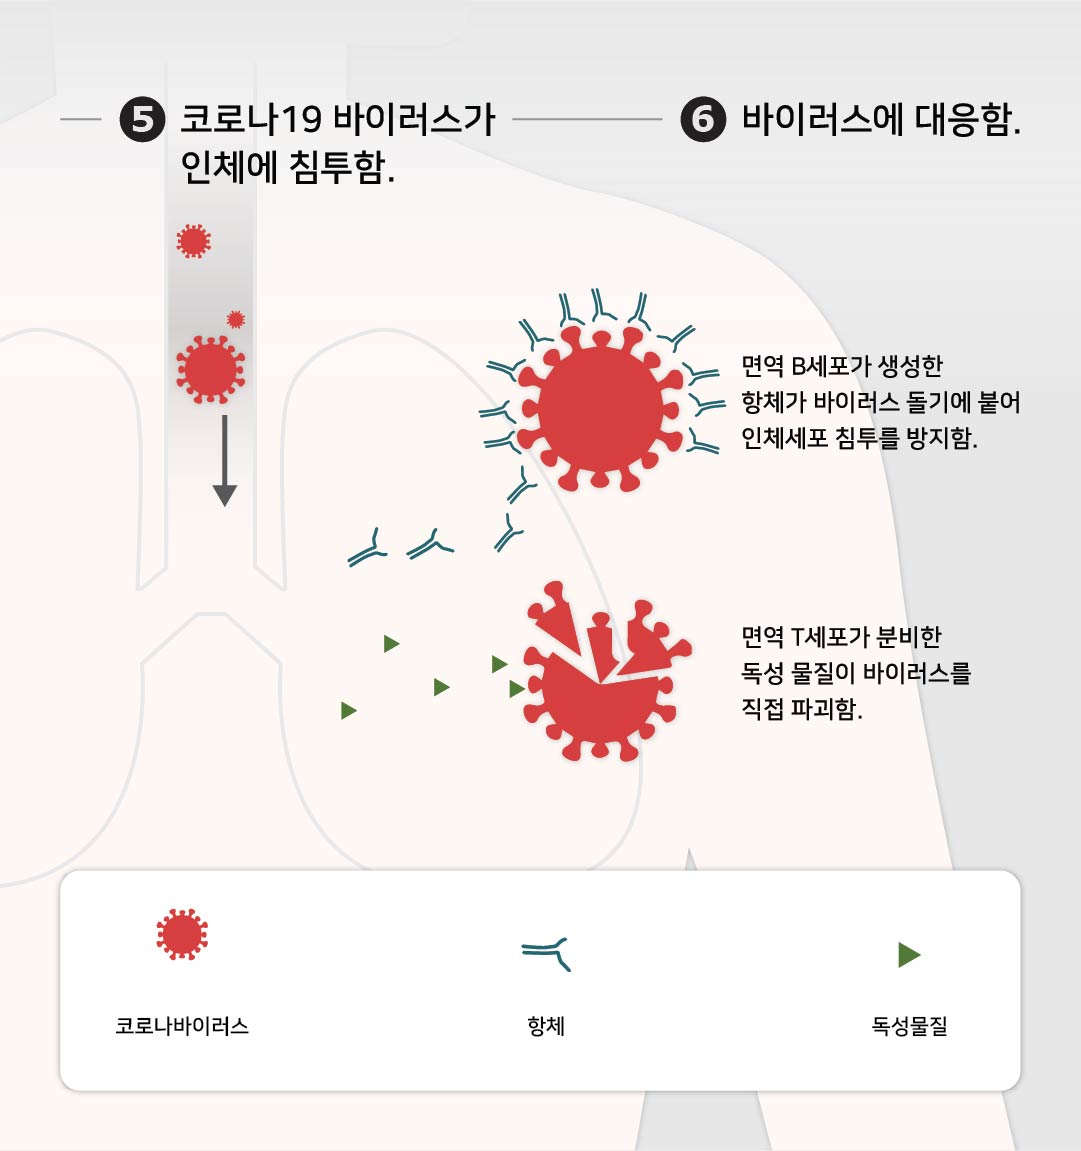 5 코로나19 바이러스가
인체에 침투함.
6 바이러스에 대응함.
면역 B세포가 생성한
항체가 바이러스 돌기에 붙어
인체세포 침투를 방지함.
면역 T세포가 분비한
독성 물질이 바이러스를
직접 파괴함.
코로나바이러스
항체
독성물질